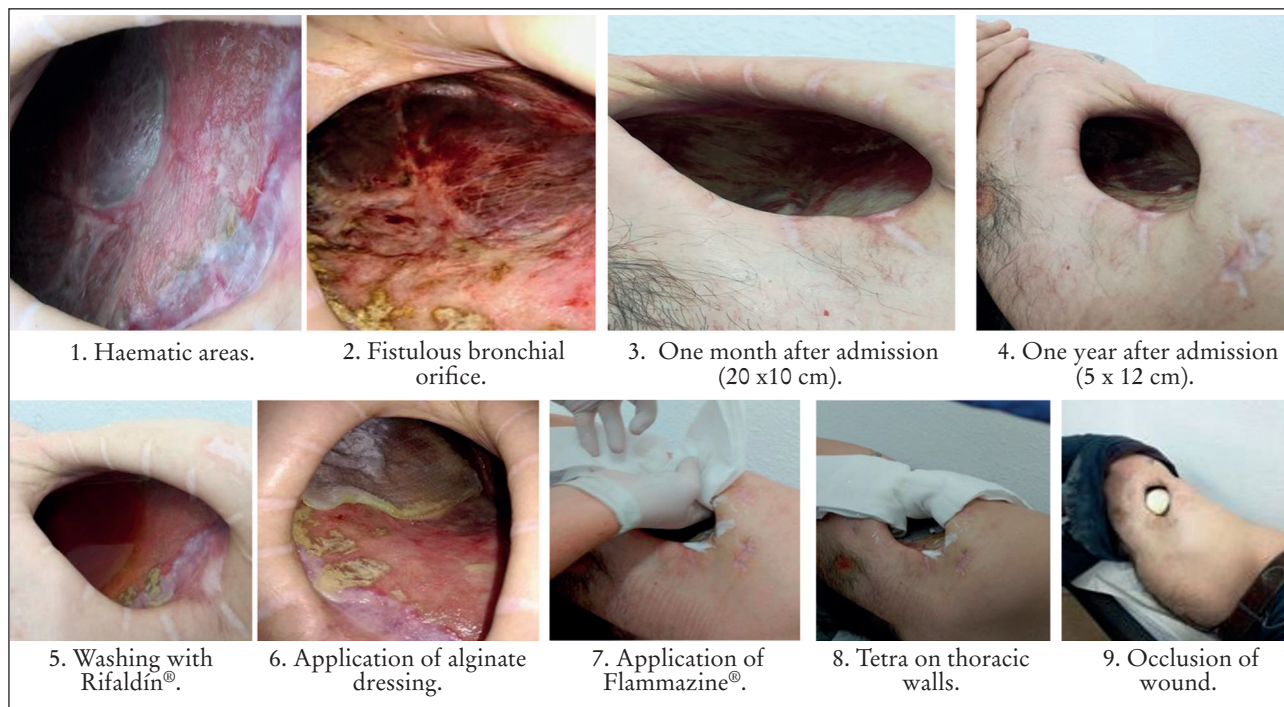 1. Haematic areas.
2. Fistulous bronchial
orifice.
3. One month after admission
(20 x10 cm).
4. One year after admission
(5 x 12 cm).
5. Washing with
Rifaldín®.
6. Application of alginate
dressing.
7. Application of
Flammazine®.
8. Tetra on thoracic
walls.
9. Occlusion of
wound.